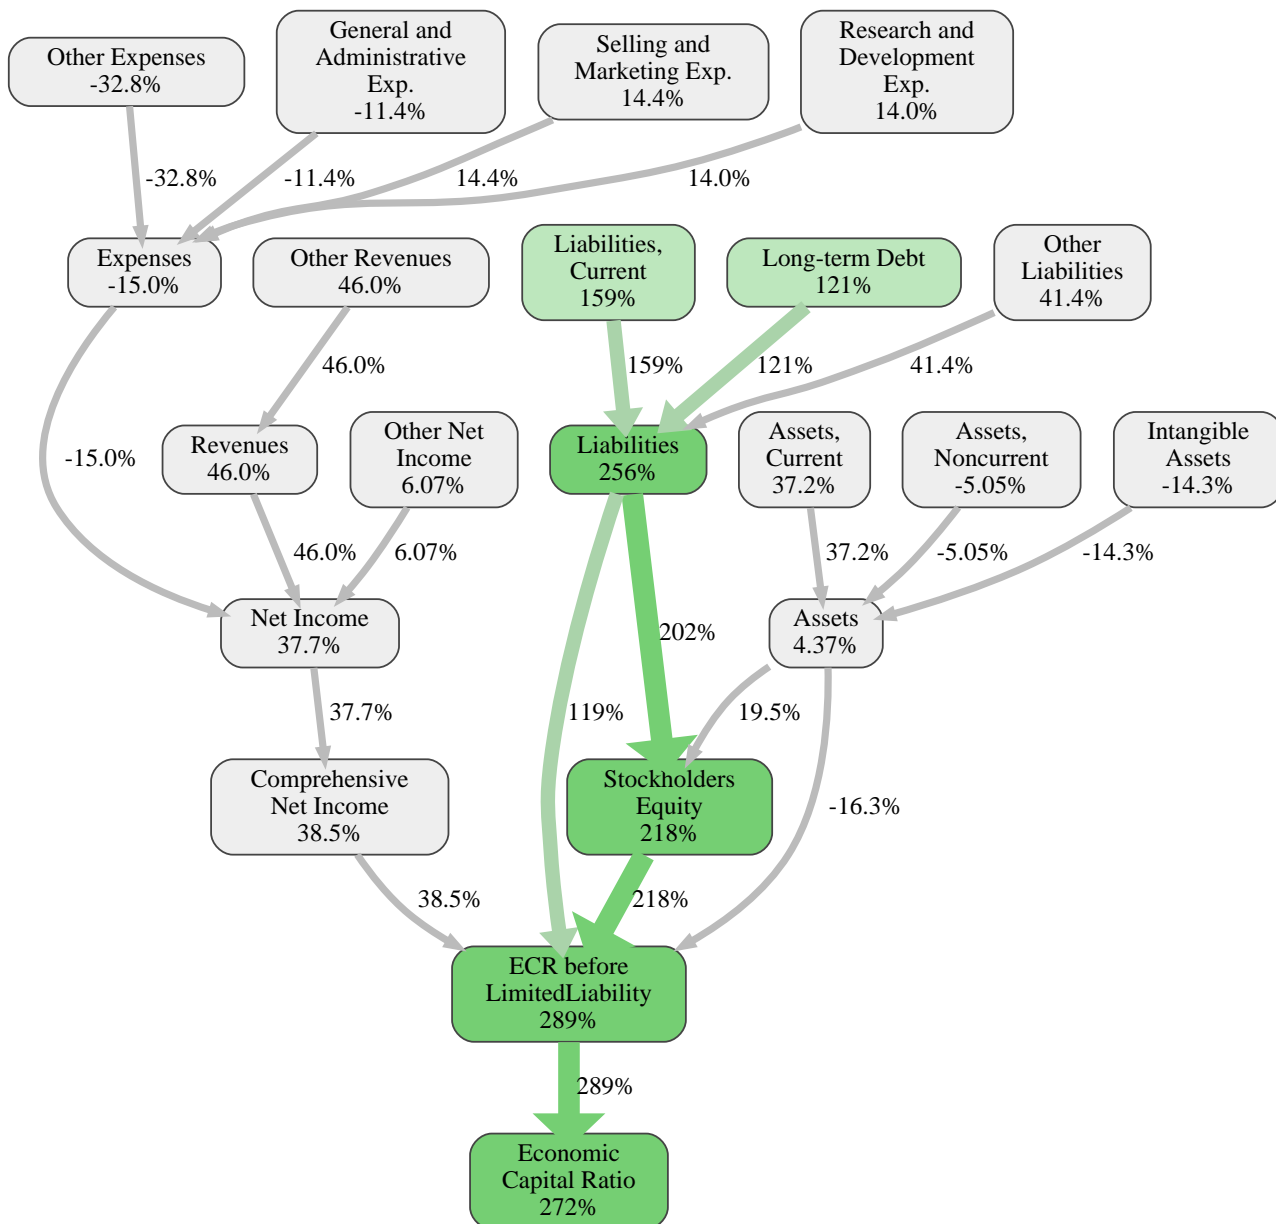 Other Expenses
-32.8%
General and
Administrative
Exp.
-11.4%
Selling and
Marketing Exp.
14.4%
Research and
Development
Exp.
14.0%
-32.8%
-11.4%
14.4%
14.0%
Expenses
-15.0%
Other Revenues
46.0%
Liabilities,
Current
159%
Long-term Debt
121%
Other
Liabilities
41.4%
46.0%
159%
121%
41.4%
-15.0%
Revenues
46.0%
Other Net
Income
6.07%
Liabilities
256%
Assets,
Current
37.2%
Assets,
Noncurrent
-5.05%
Intangible
Assets
-14.3%
46.0%
6.07%
37.2%
-5.05%
-14.3%
Net Income
37.7%
202%
Assets
4.37%
37.7%
119%
19.5%
Comprehensive
Net Income
38.5%
Stockholders
Equity
218%
-16.3%
38.5%
218%
ECR before
LimitedLiability
289%
289%
Economic
Capital Ratio
272%